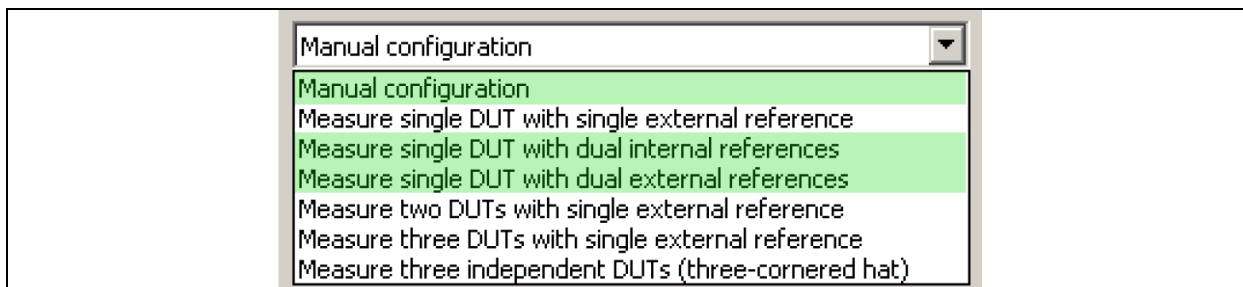 Manual configuration
Manual configuration
Measure single DUT with single external reference
Measure single DUT with dual internal references
Measure single DUT with dual external references
Measure two DUTs with single external reference
Measure three DUTs with single external reference
Measure three independent DUTs (three-cornered hat)